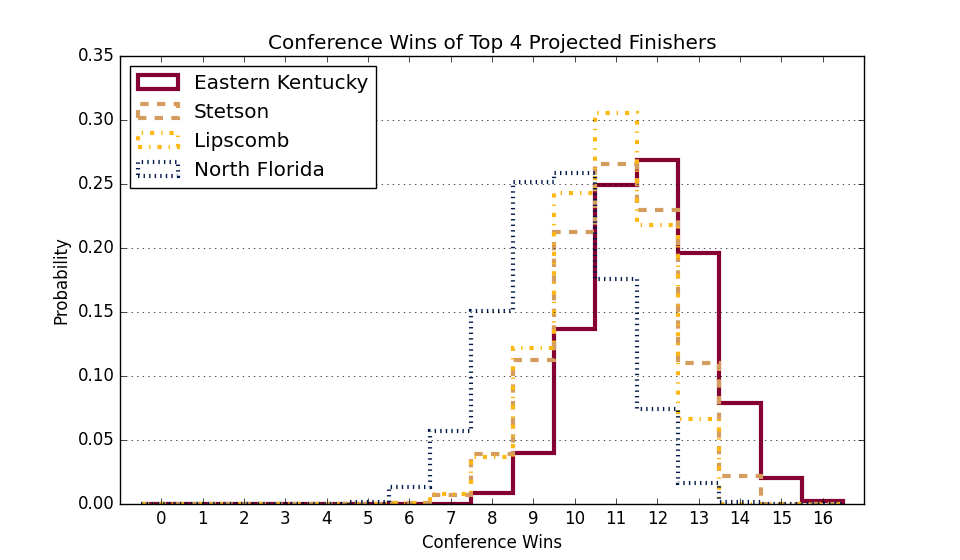 Conference Wins of Top 4 Projected Finishers
0.35
0.30
0.25
0.20
0.15
0.10
0.05
0.00
Probability
Eastern Kentucky
Stetson
Lipscomb
North Florida
0 1 2 3 4 5 6 7 8 9 10 11 12 13 14 15 16
Conference Wins